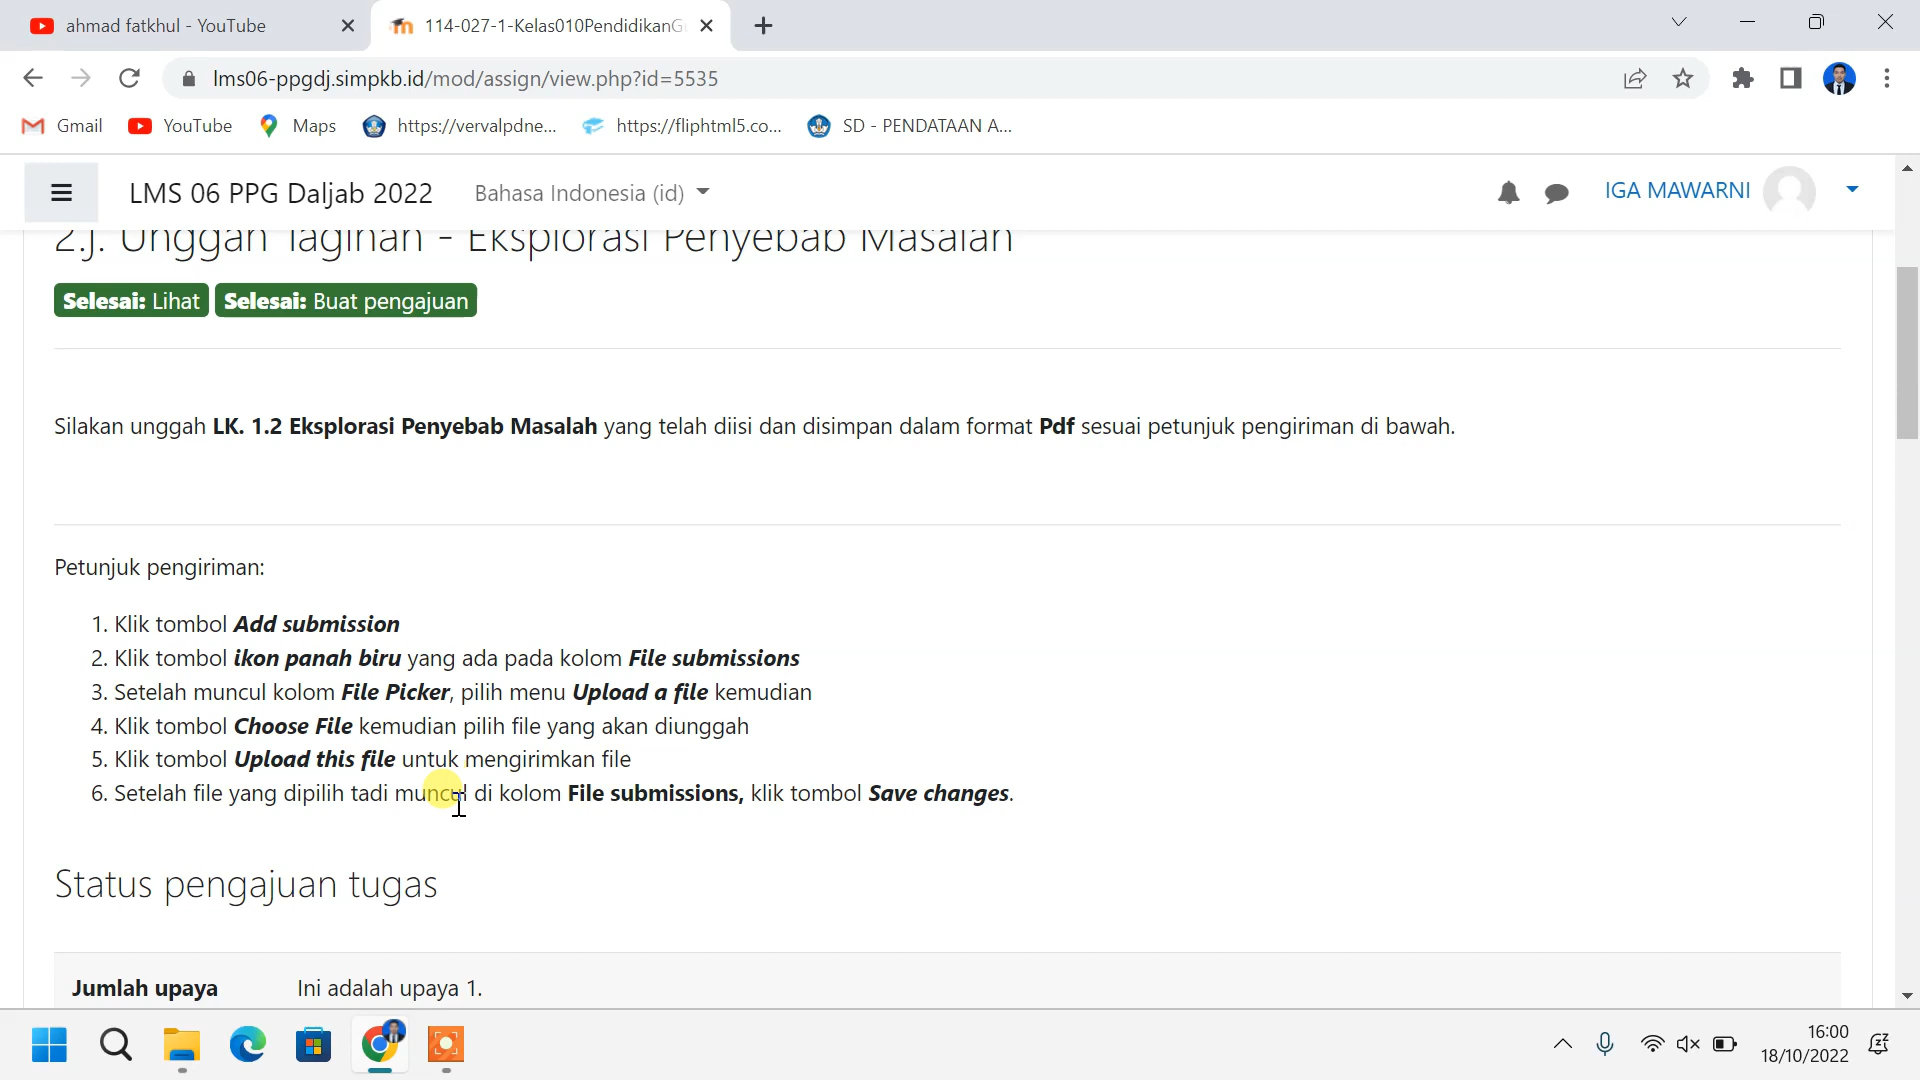 ahmad fatkhul - YouTube
114-027-1-Kelas010PendidikanG
lms06-ppgdj.simpkb.id/mod/assign/view.php?id=5535
Gmail
YouTube
Maps
https://vervalpdne...
https://fliphtml5.co...
SD - PENDATAAN A...
LMS 06 PPG Daljab 2022
Bahasa Indonesia (id)
IGA MAWARNI
2.j. Unggah Tagihan - Eksplorasi Penyebab Masalah
Selesai: Lihat
Selesai: Buat pengajuan
Silakan unggah LK. 1.2 Eksplorasi Penyebab Masalah yang telah diisi dan disimpan dalam format Pdf sesuai petunjuk pengiriman di bawah.
Petunjuk pengiriman:
1. Klik tombol Add submission
2. Klik tombol ikon panah biru yang ada pada kolom File submissions
3. Setelah muncul kolom File Picker, pilih menu Upload a file kemudian
4. Klik tombol Choose File kemudian pilih file yang akan diunggah
5. Klik tombol Upload this file untuk mengirimkan file
6. Setelah file yang dipilih tadi muncul di kolom File submissions, klik tombol Save changes.
Status pengajuan tugas
Jumlah upaya
Ini adalah upaya 1.
16:00
18/10/2022